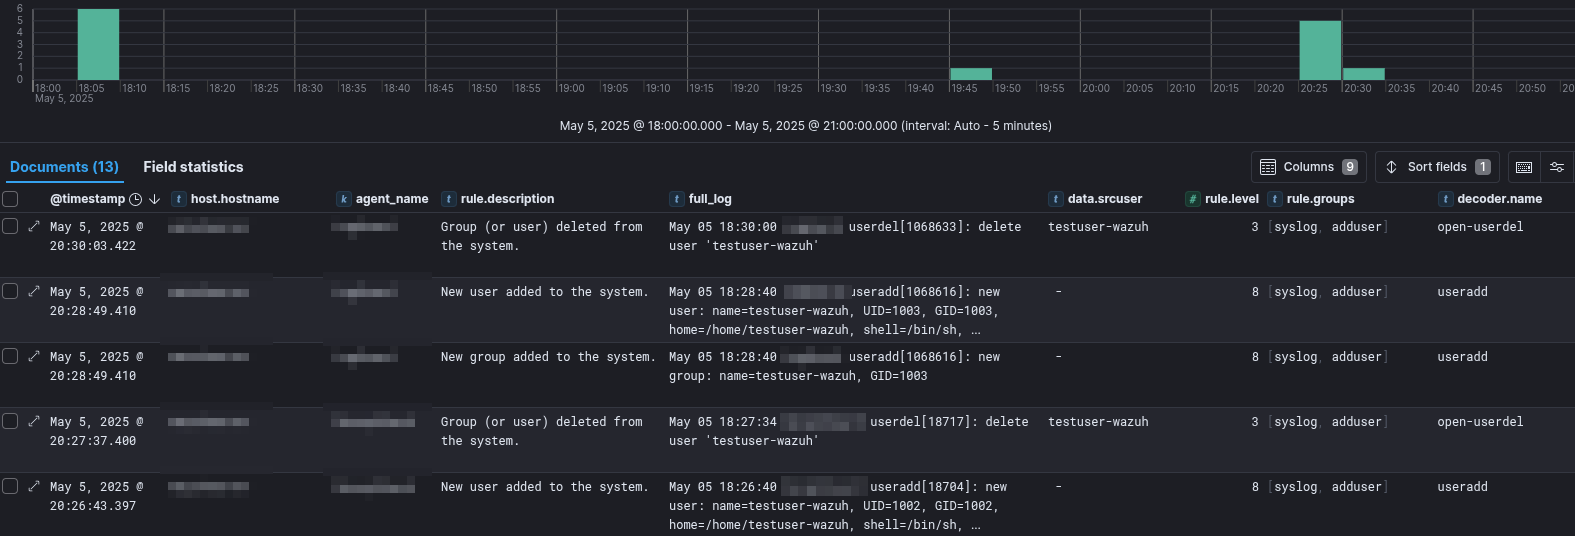 6
5
4
3
2
1
0
18:00 18:05 18:10 18:15 18:20 18:25 18:30 18:35 18:40 18:45 18:50 18:55 19:00 19:05 19:10 19:15 19:20 19:25 19:30 19:35 19:40 19:45 19:50 19:55 20:00 20:05 20:10 20:15 20:20 20:25 20:30 20:35 20:40 20:45 20:50 20
May 5, 2025
May 5, 2025 @ 18:00:00.000 - May 5, 2025 @ 21:00:00.000 (interval: Auto - 5 minutes)
Documents (13) Field statistics Columns 9 Sort fields 1
@timestamp t host.hostname k agent_name t rule.description t full_log t data.srcuser # rule.level t rule.groups t decoder.name
May 5, 2025 @ Group (or user) deleted from May 05 18:30:00 userdel[1068633]: delete testuser-wazuh 3 [syslog, adduser] open-userdel
20:30:03.422 the system. user 'testuser-wazuh'
May 5, 2025 @ New user added to the system. May 05 18:28:40 useradd[1068616]: new - 8 [syslog, adduser] useradd
20:28:49.410 user: name=testuser-wazuh, UID=1003, GID=1003,
home=/home/testuser-wazuh, shell=/bin/sh, …
May 5, 2025 @ New group added to the system. May 05 18:28:40 useradd[1068616]: new - 8 [syslog, adduser] useradd
20:28:49.410 group: name=testuser-wazuh, GID=1003
May 5, 2025 @ Group (or user) deleted from May 05 18:27:34 userdel[18717]: delete testuser-wazuh 3 [syslog, adduser] open-userdel
20:27:37.400 the system. user 'testuser-wazuh'
May 5, 2025 @ New user added to the system. May 05 18:26:40 useradd[18704]: new - 8 [syslog, adduser] useradd
20:26:43.397 user: name=testuser-wazuh, UID=1002, GID=1002,
home=/home/testuser-wazuh, shell=/bin/sh, …